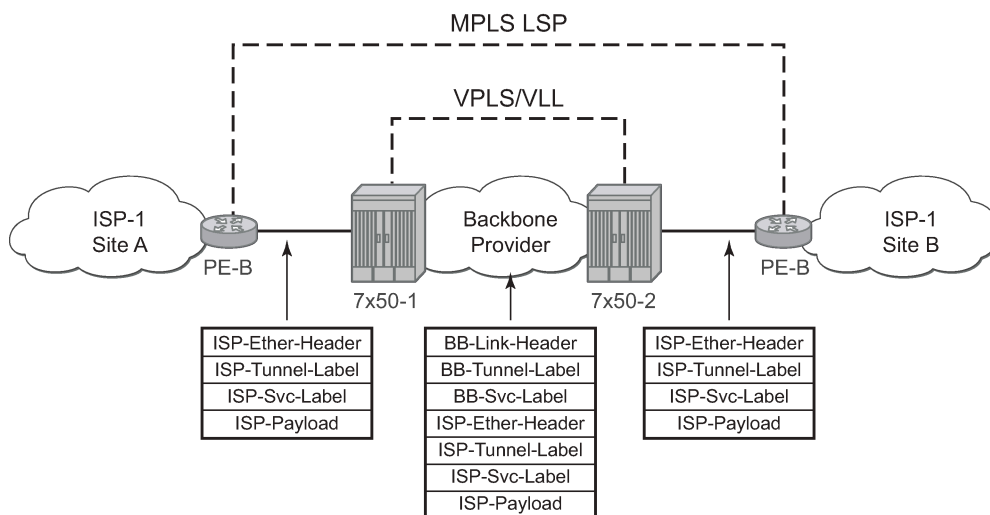 MPLS LSP
VPLS/VLL
ISP-1
Site A
PE-B
7x50-1
Backbone
Provider
7x50-2
PE-B
ISP-1
Site B
ISP-Ether-Header
ISP-Tunnel-Label
ISP-Svc-Label
ISP-Payload
BB-Link-Header
BB-Tunnel-Label
BB-Svc-Label
ISP-Ether-Header
ISP-Tunnel-Label
ISP-Svc-Label
ISP-Payload
ISP-Ether-Header
ISP-Tunnel-Label
ISP-Svc-Label
ISP-Payload